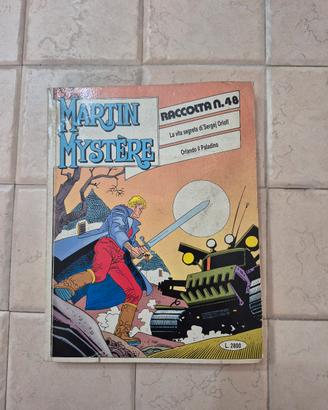 MARTIN
MYSTÈRE
RACCOLTA n.48
La vita segreta di Sergej Orloff
Orlando il Paladino
L. 2800